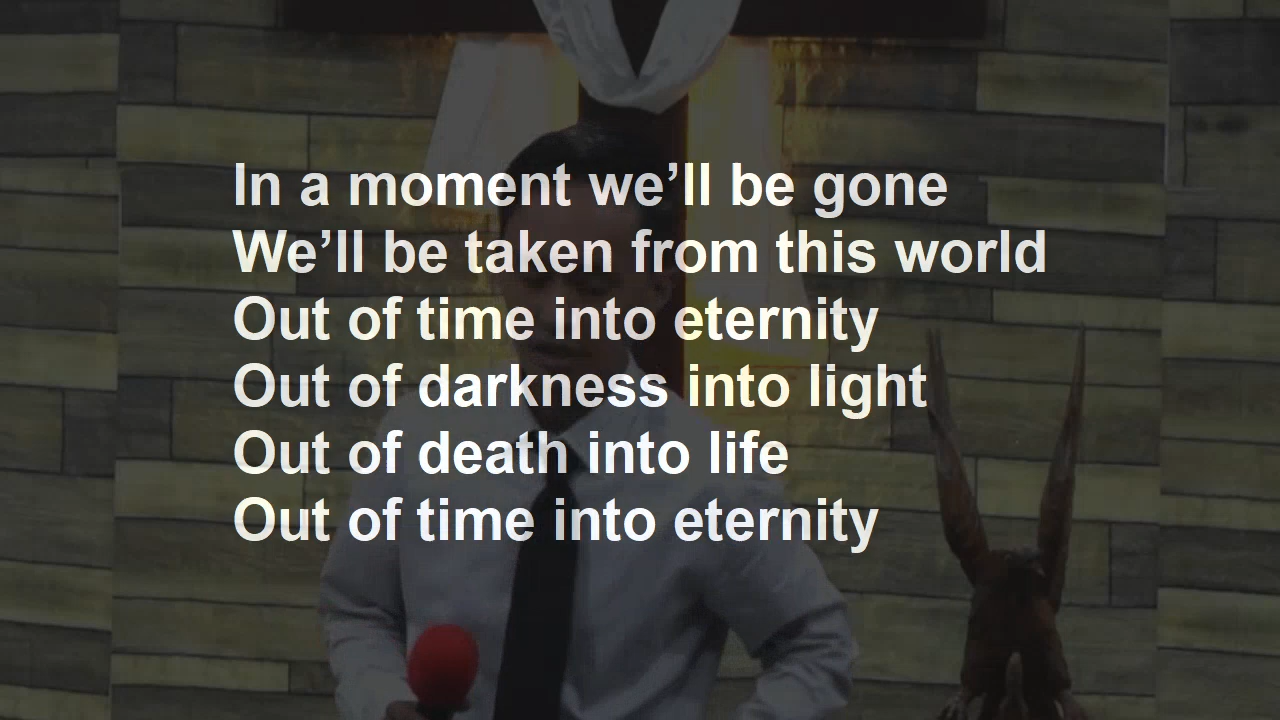 In a moment we’ll be gone
We’ll be taken from this world
Out of time into eternity
Out of darkness into light
Out of death into life
Out of time into eternity